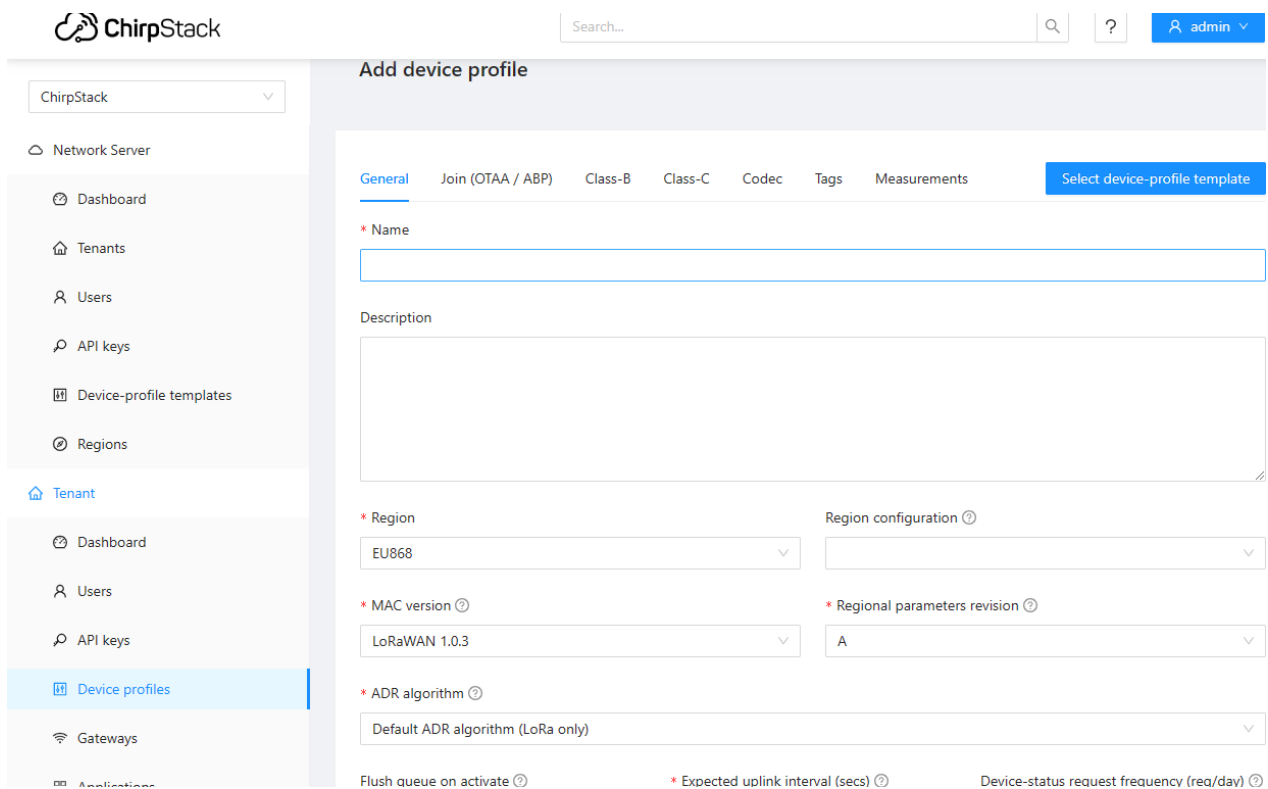 ChirpStack
Search...
?
admin
ChirpStack
Network Server
Dashboard
Tenants
Users
API keys
Device-profile templates
Regions
Tenant
Dashboard
Users
API keys
Device profiles
Gateways
Applications
Add device profile
General Join (OTAA / ABP) Class-B Class-C Codec Tags Measurements Select device-profile template
* Name
Description
* Region Region configuration ?
EU868
* MAC version ? * Regional parameters revision ?
LoRaWAN 1.0.3 A
* ADR algorithm ?
Default ADR algorithm (LoRa only)
Flush queue on activate ? * Expected uplink interval (secs) ? Device-status request frequency (req/day) ?